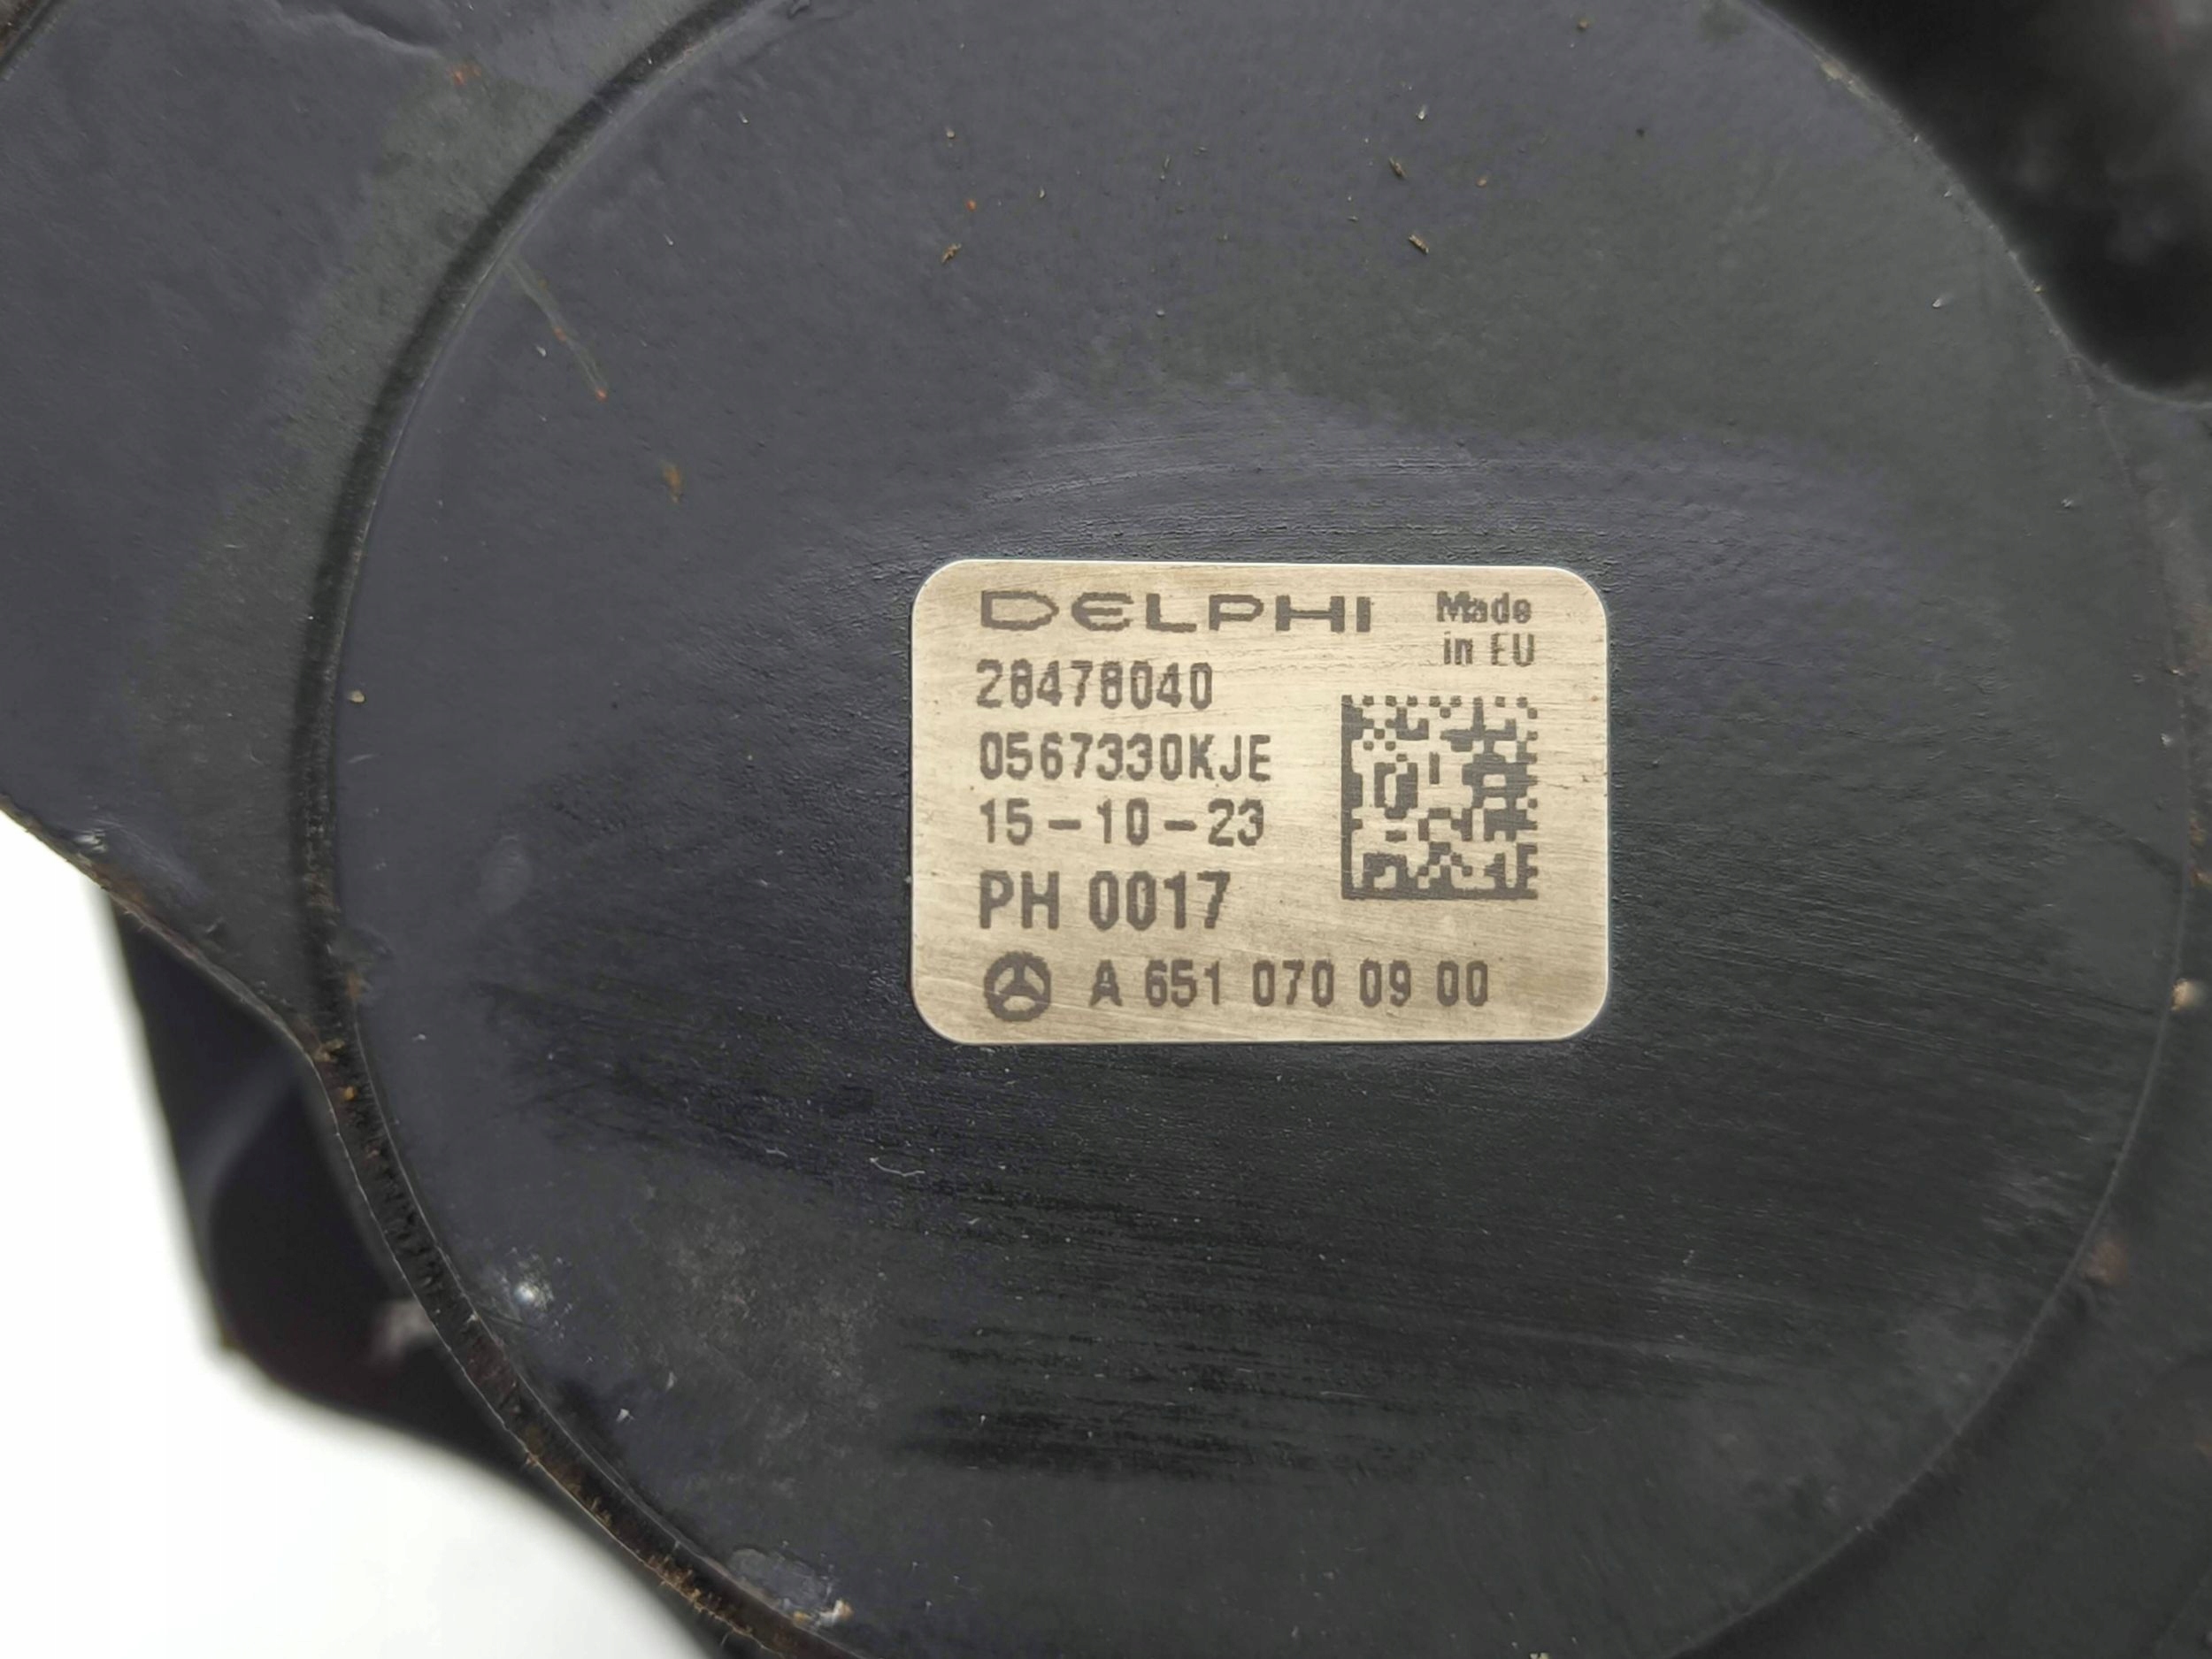 DELPHI
Made
in EU
28478040
0567330KJE
15-10-23
PH 0017
A 651 070 09 00